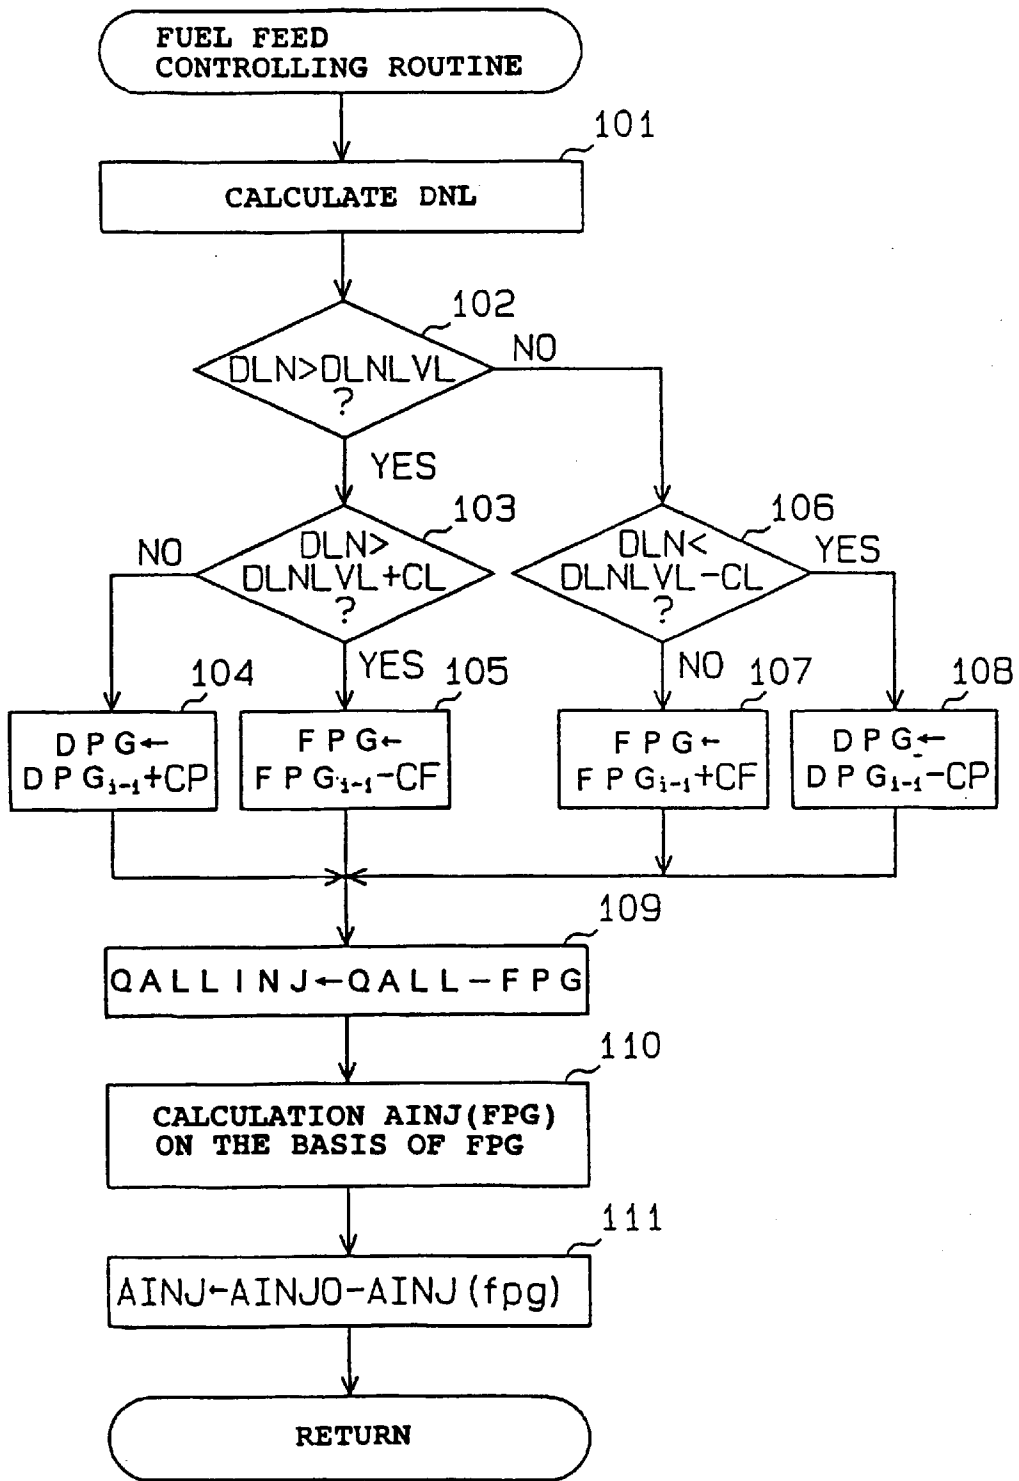 FUEL FEED
CONTROLLING ROUTINE
101
CALCULATE DNL
102
DLN>DLNLVL
?
NO
YES
103
DLN>
DLNLVL+CL
?
NO
YES
106
DLN<
DLNLVL-CL
?
YES
NO
104
DPG←
DPGi-1+CP
105
FPG←
FPGi-1-CF
107
FPG←
FPGi-1+CF
108
DPG←
DPGi-1-CP
109
QALLINJ←QALL-FPG
110
CALCULATION AINJ(FPG)
ON THE BASIS OF FPG
111
AINJ←AINJO-AINJ(fpg)
RETURN